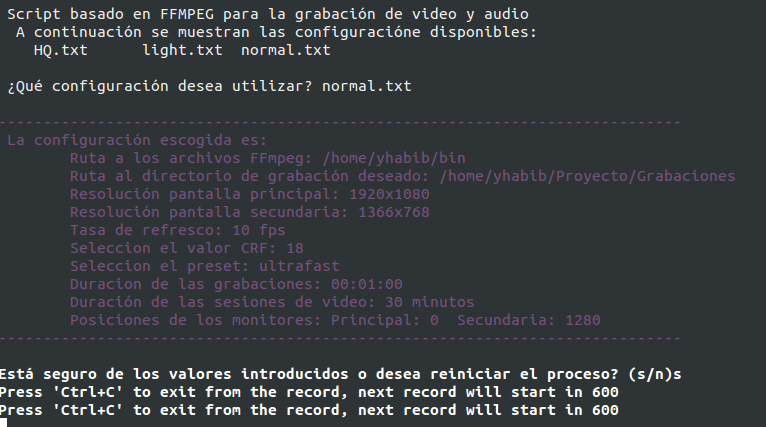 Script basado en FFMPEG para la grabación de video y audio
A continuación se muestran las configuracióne disponibles:
HQ.txt light.txt normal.txt
¿Qué configuración desea utilizar? normal.txt
----------------------------------------------------------------------------
La configuración escogida es:
Ruta a los archivos FFmpeg: /home/yhabib/bin
Ruta al directorio de grabación deseado: /home/yhabib/Proyecto/Grabaciones
Resolución pantalla principal: 1920x1080
Resolución pantalla secundaria: 1366x768
Tasa de refresco: 10 fps
Seleccion el valor CRF: 18
Seleccion el preset: ultrafast
Duracion de las grabaciones: 00:01:00
Duración de las sesiones de video: 30 minutos
Posiciones de los monitores: Principal: 0 Secundaria: 1280
----------------------------------------------------------------------------
Está seguro de los valores introducidos o desea reiniciar el proceso? (s/n)s
Press 'Ctrl+C' to exit from the record, next record will start in 600
Press 'Ctrl+C' to exit from the record, next record will start in 600